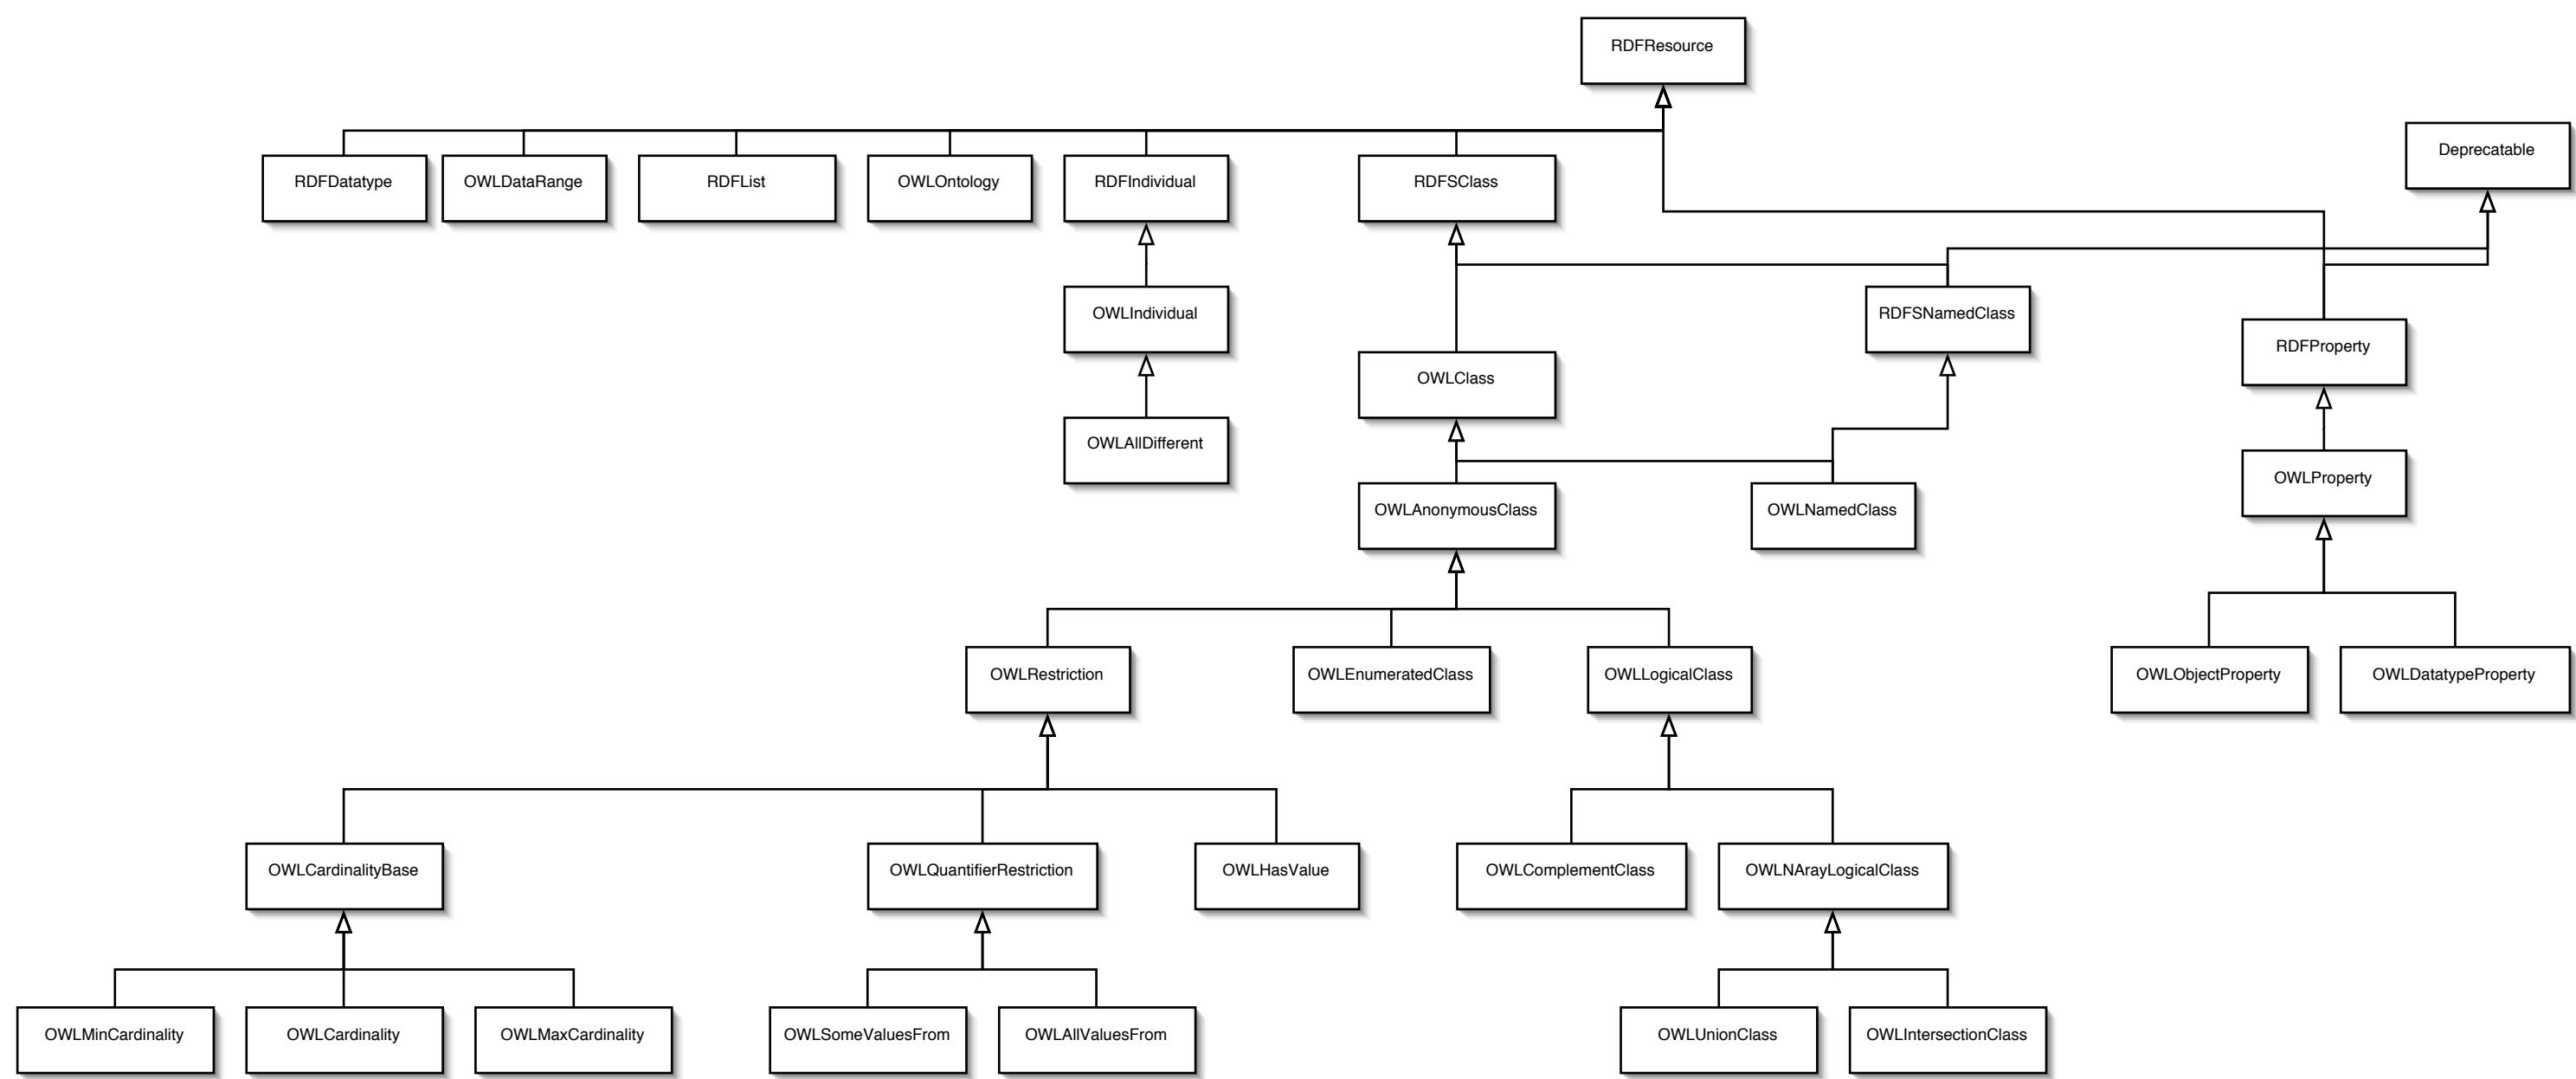 RDFResource
Deprecatable
RDFDatatype
OWLDataRange
RDFList
OWLOntology
RDFIndividual
RDFSClass
OWLIndividual
RDFSNamedClass
RDFProperty
OWLClass
OWLAllDifferent
OWLProperty
OWLAnonymousClass
OWLNamedClass
OWLRestriction
OWLEnumeratedClass
OWLLogicalClass
OWLObjectProperty
OWLDatatypeProperty
OWLCardinalityBase
OWLQuantifierRestriction
OWLHasValue
OWLComplementClass
OWLNArayLogicalClass
OWLMinCardinality
OWLCardinality
OWLMaxCardinality
OWLSomeValuesFrom
OWLAllValuesFrom
OWLUnionClass
OWLIntersectionClass